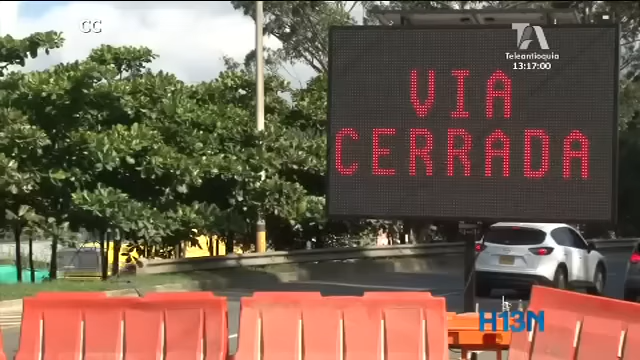 CC
Teleantioquia
13:17:00
VIA
CERRADA
H13N